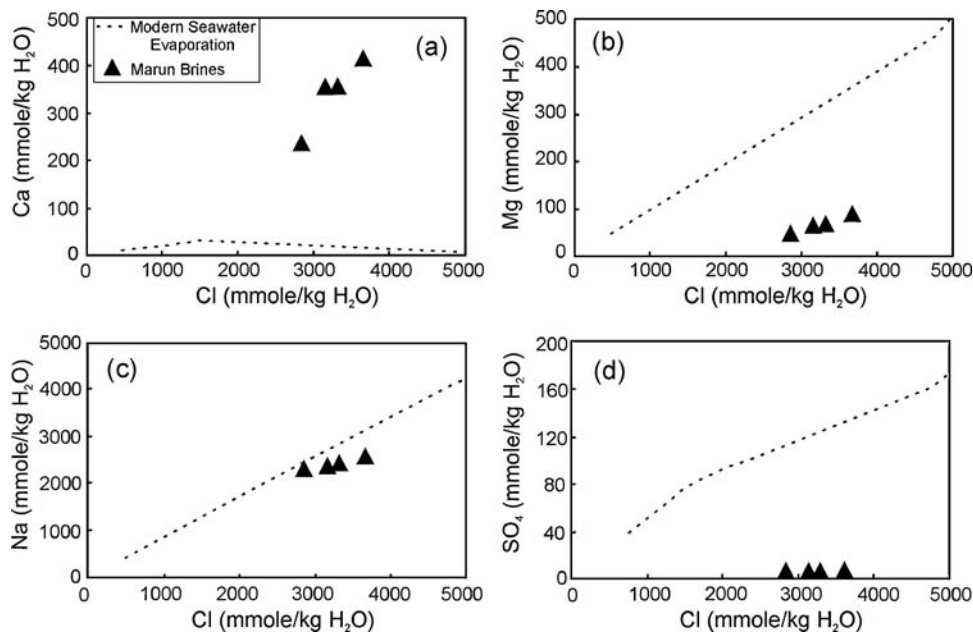 Modern Seawater
Evaporation
Marun Brines
(a)
500
400
300
200
100
0
Ca (mmole/kg H₂O)
0 1000 2000 3000 4000 5000
Cl (mmole/kg H₂O)
(b)
500
400
300
200
100
0
Mg (mmole/kg H₂O)
0 1000 2000 3000 4000 5000
Cl (mmole/kg H₂O)
(c)
5000
4000
3000
2000
1000
0
Na (mmole/kg H₂O)
0 1000 2000 3000 4000 5000
Cl (mmole/kg H₂O)
(d)
200
160
120
80
40
0
SO₄ (mmole/kg H₂O)
0 1000 2000 3000 4000 5000
Cl (mmole/kg H₂O)